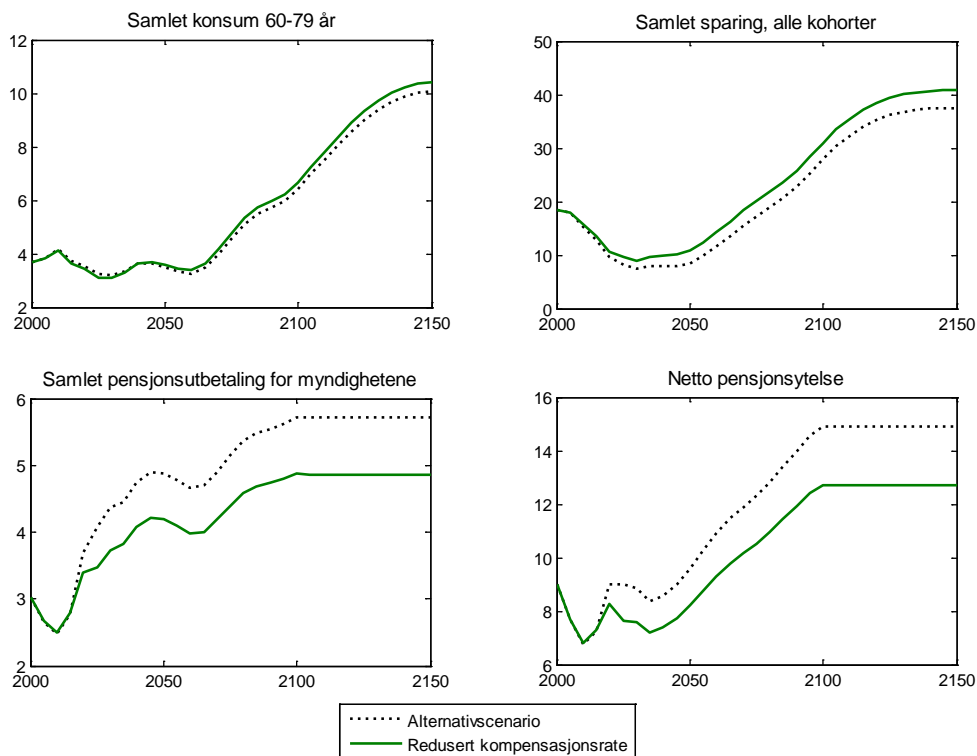 Samlet konsum 60-79 år
12
10
8
6
4
2
2000 2050 2100 2150
Samlet sparing, alle kohorter
50
40
30
20
10
0
2000 2050 2100 2150
Samlet pensjonsutbetaling for myndighetene
6
5
4
3
2
2000 2050 2100 2150
Netto pensjonsytelse
16
14
12
10
8
6
2000 2050 2100 2150
Alternativscenario
Redusert kompensasjonsrate